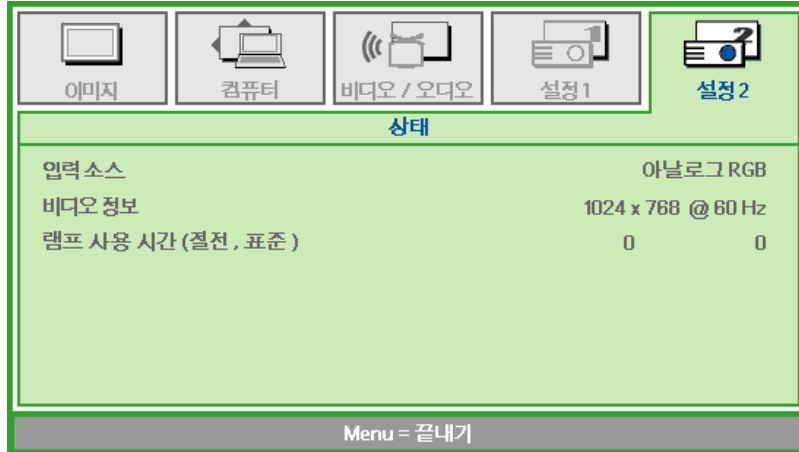 이미지
컴퓨터
비디오 / 오디오
설정 1
설정 2
상태
입력 소스 아날로그 RGB
비디오 정보 1024 x 768 @ 60 Hz
램프 사용 시간 (절전 , 표준 ) 0 0
Menu = 끝내기